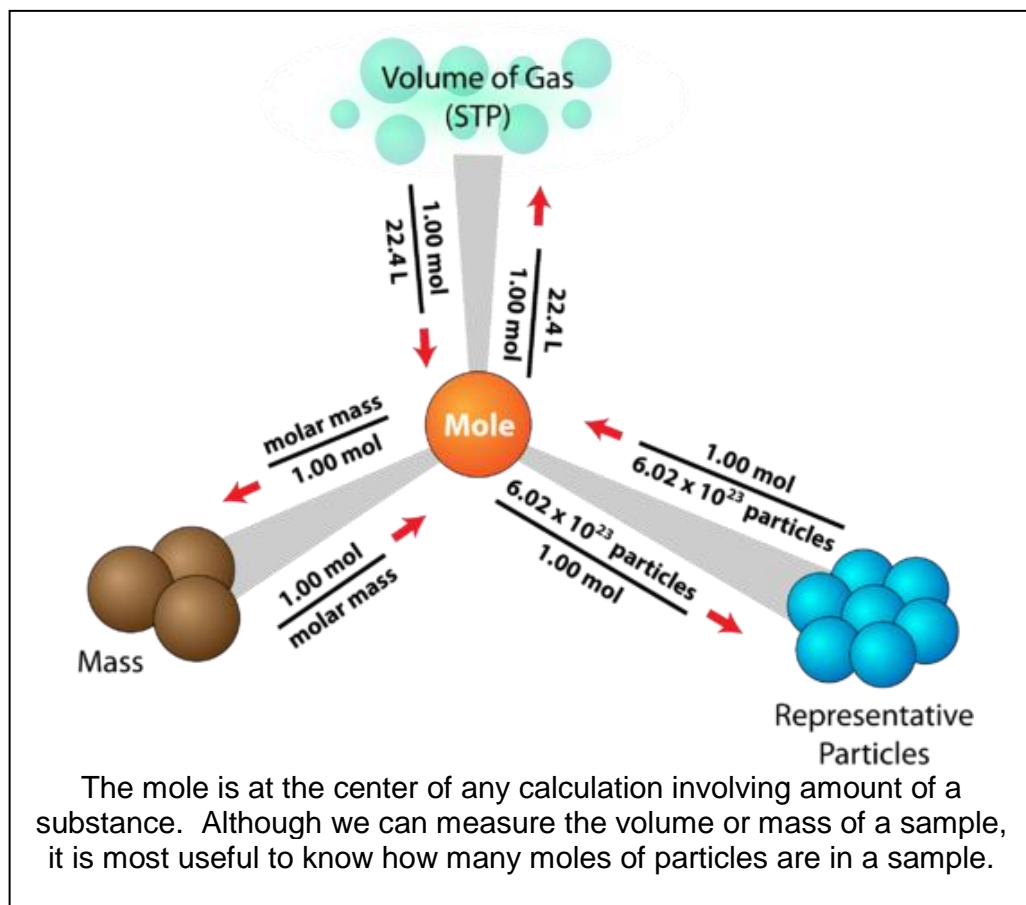 Volume of Gas
(STP)
1.00 mol
22.4 L
22.4 L
1.00 mol
Mole
molar mass
1.00 mol
1.00 mol
6.02 x 10²³ particles
1.00 mol
molar mass
6.02 x 10²³ particles
1.00 mol
Mass
Representative
Particles
The mole is at the center of any calculation involving amount of a
substance.  Although we can measure the volume or mass of a sample,
it is most useful to know how many moles of particles are in a sample.